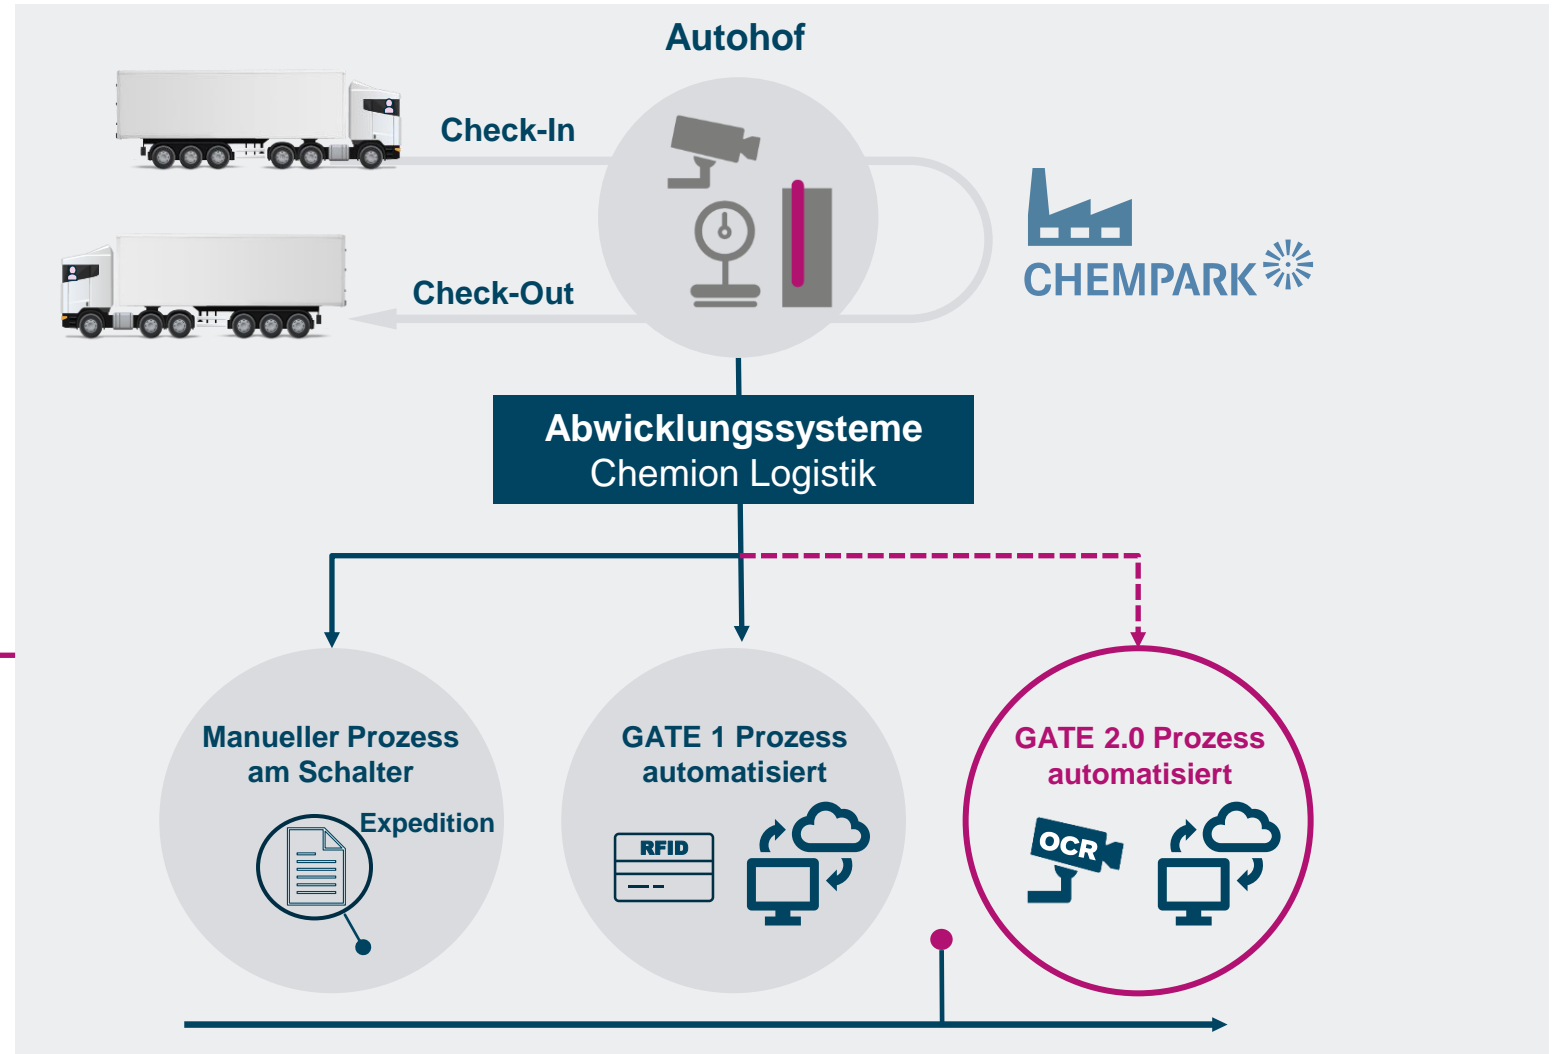 Autohof
Check-In
CHEMPARK
Check-Out
Abwicklungssysteme
Chemion Logistik
Manueller Prozess
am Schalter
Expedition
GATE 1 Prozess
automatisiert
RFID
GATE 2.0 Prozess
automatisiert
OCR